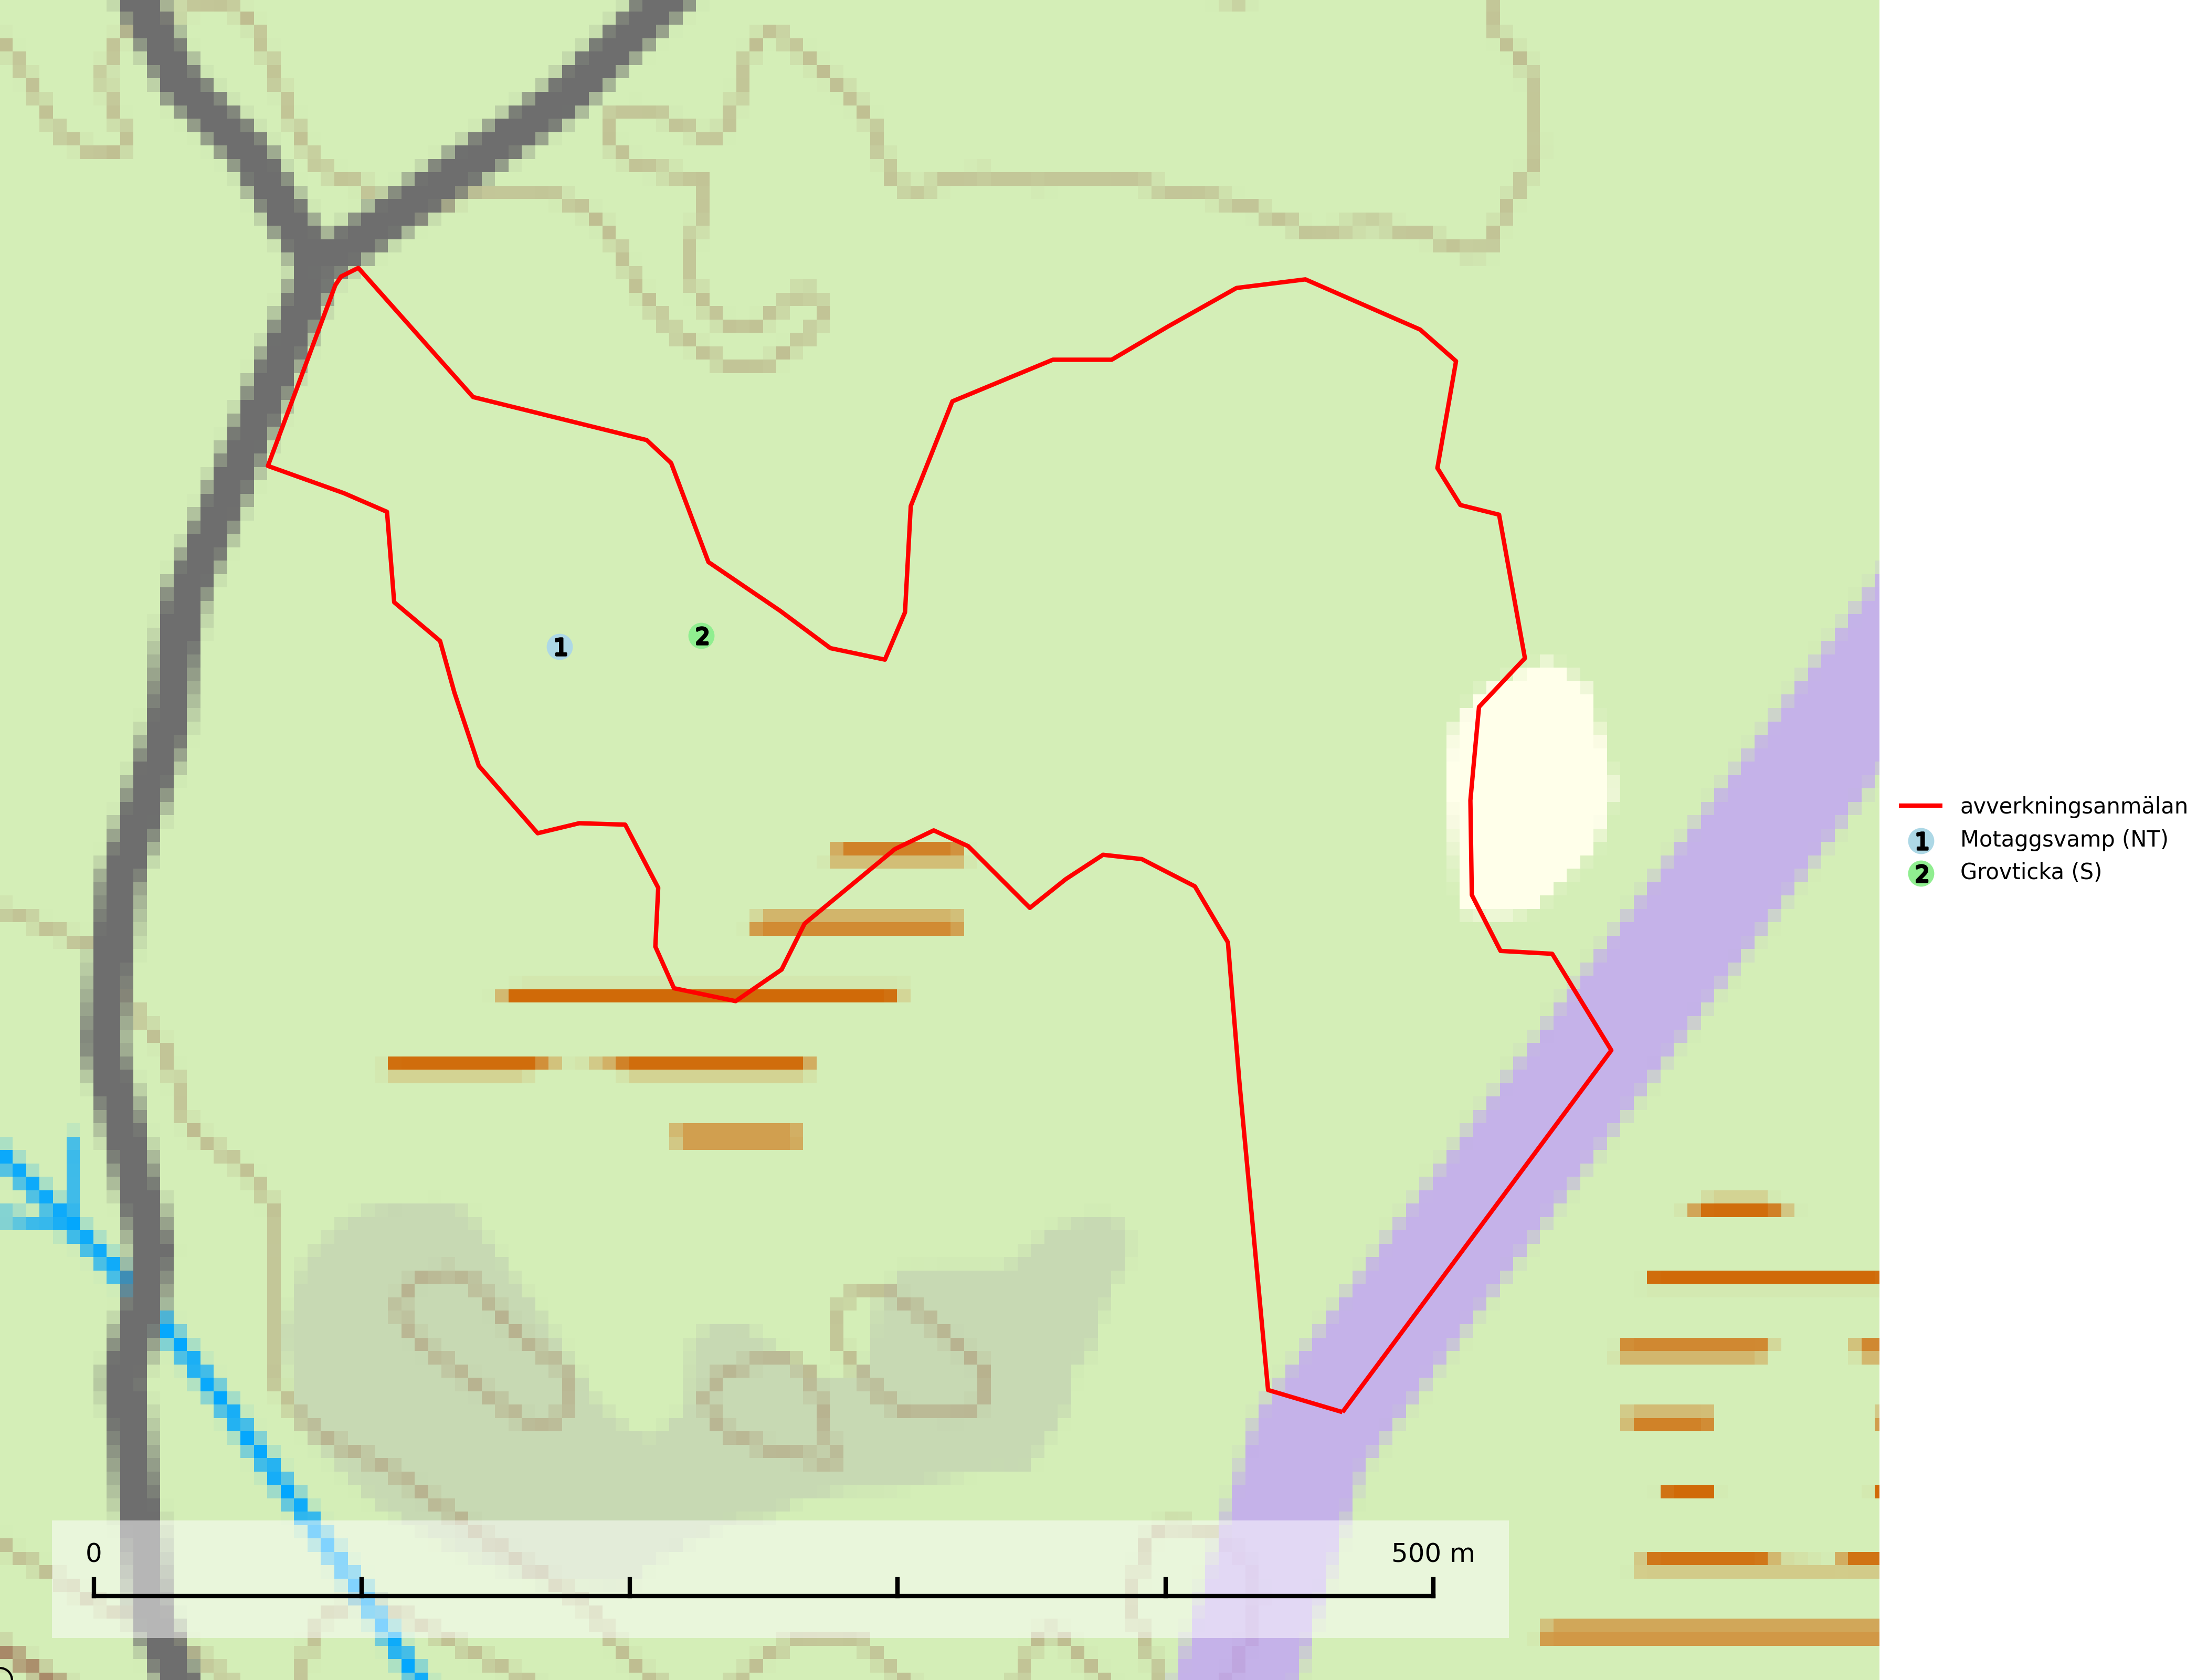 1
2
avverkningsanmälan
1 Motaggsvamp (NT)
2 Grovticka (S)
0 500 m